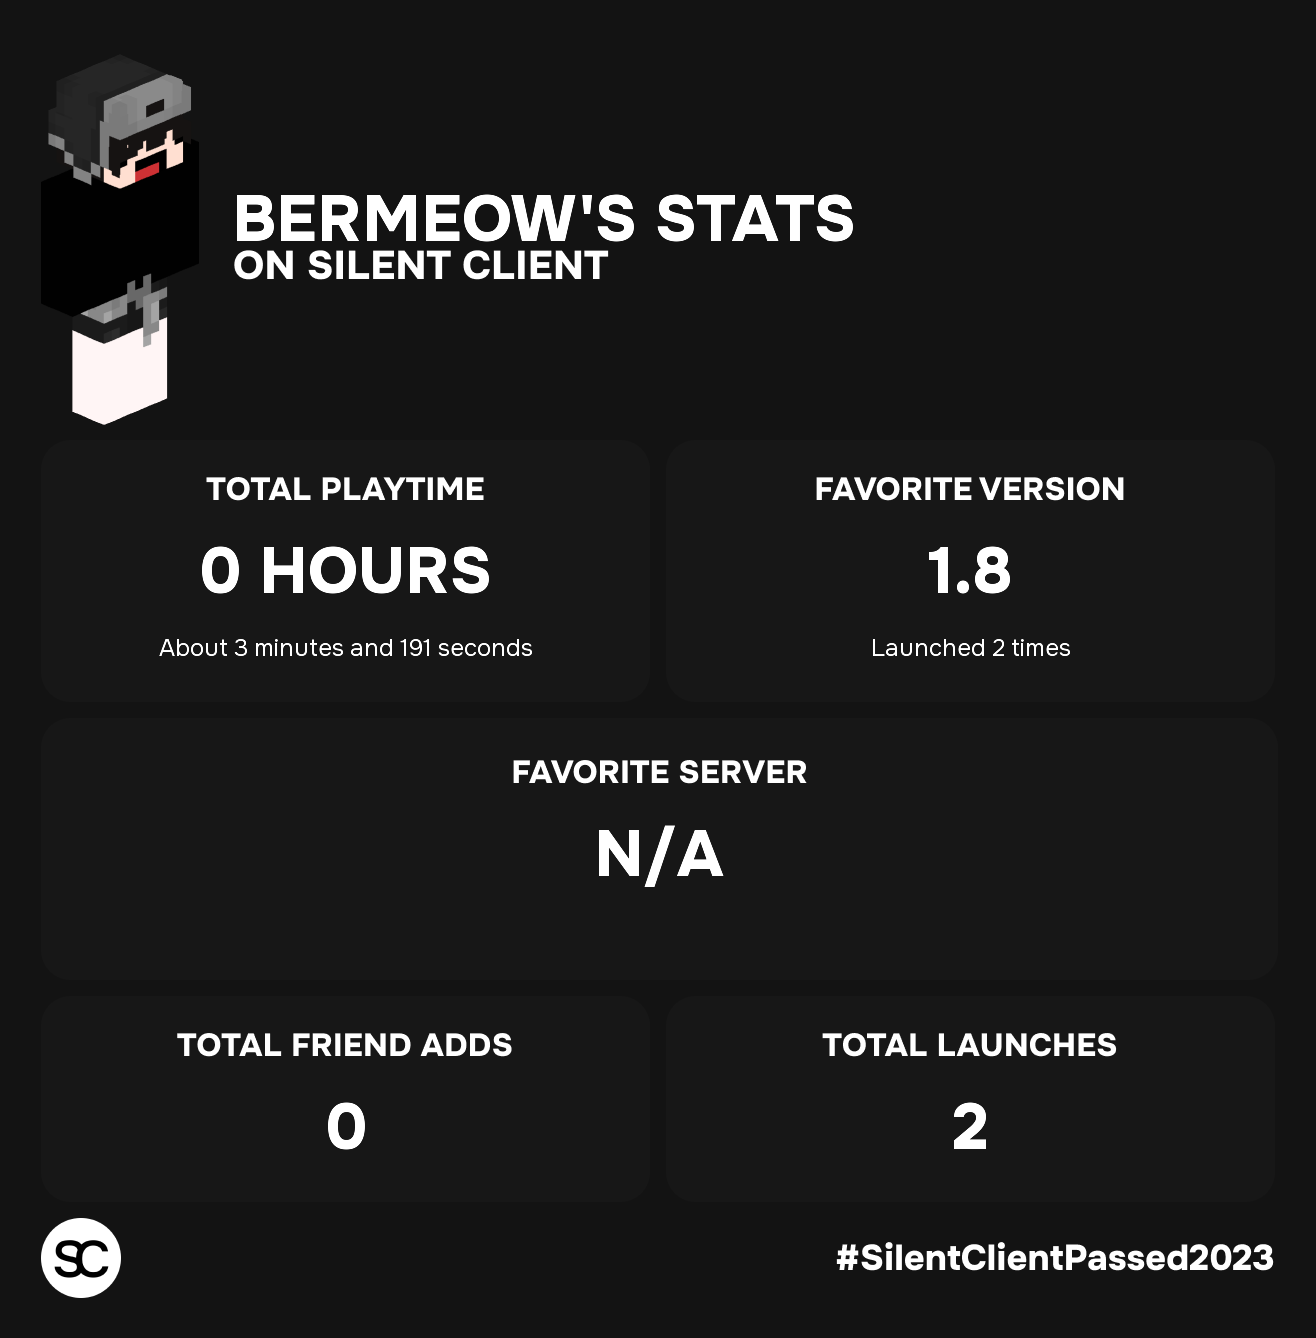 BERMEOW'S STATS
ON SILENT CLIENT
TOTAL PLAYTIME
0 HOURS
About 3 minutes and 191 seconds
FAVORITE VERSION
1.8
Launched 2 times
FAVORITE SERVER
N/A
TOTAL FRIEND ADDS
0
TOTAL LAUNCHES
2
SC
#SilentClientPassed2023